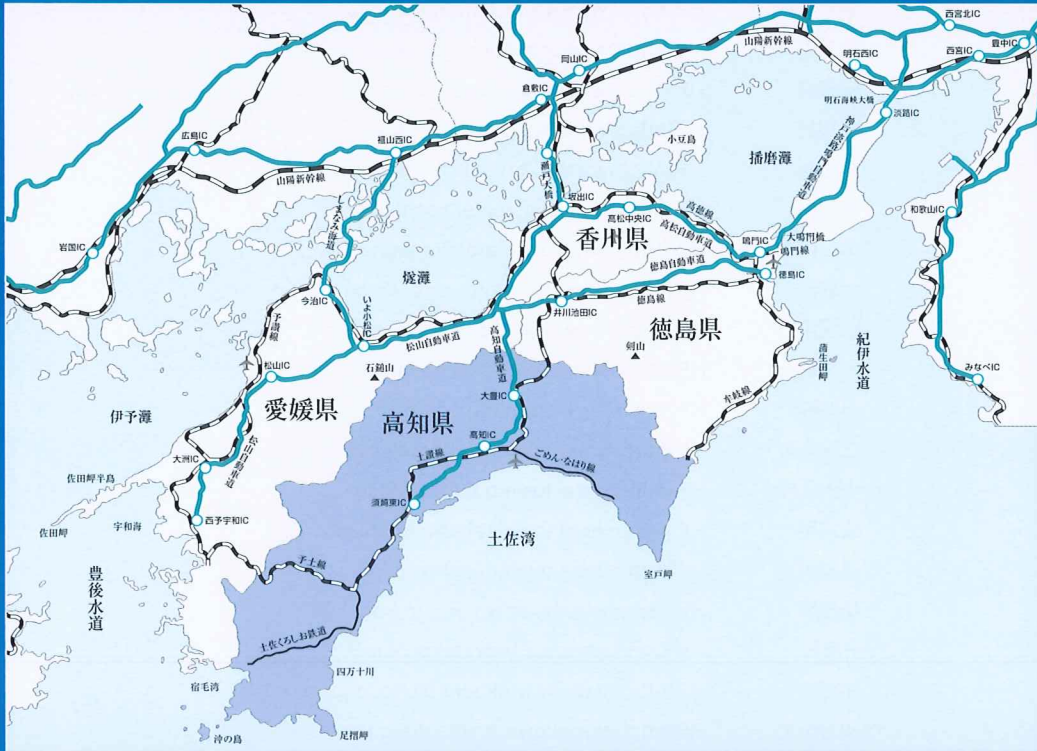 西宮北IC
山陽新幹線
豊中IC
明石西IC
西宮IC
岡山IC
倉敷IC
明石海峡大橋
淡路IC
広島IC
福山西IC
小豆島
播磨灘
神戸淡路鳴門自動車道
山陽新幹線
瀬戸大橋
坂出IC
高松中央IC
高徳線
高松自動車道
和歌山IC
しまなみ海道
香川県
岩国IC
鳴門IC
大鳴門橋
鳴門線
徳島自動車道
徳島IC
燧灘
今治IC
井川池田IC
徳島線
いよ小松IC
予讃線
松山自動車道
高知自動車道
徳島県
剣山
紀伊水道
蒲生田岬
松山IC
石鎚山
みなべIC
愛媛県
大豊IC
牟岐線
伊予灘
高知県
高知IC
土讃線
ごめん・なはり線
松山自動車道
大洲IC
佐田岬半島
須崎東IC
西予宇和IC
宇和海
佐田岬
土佐湾
予土線
室戸岬
豊後水道
土佐くろしお鉄道
四万十川
宿毛湾
沖の島
足摺岬